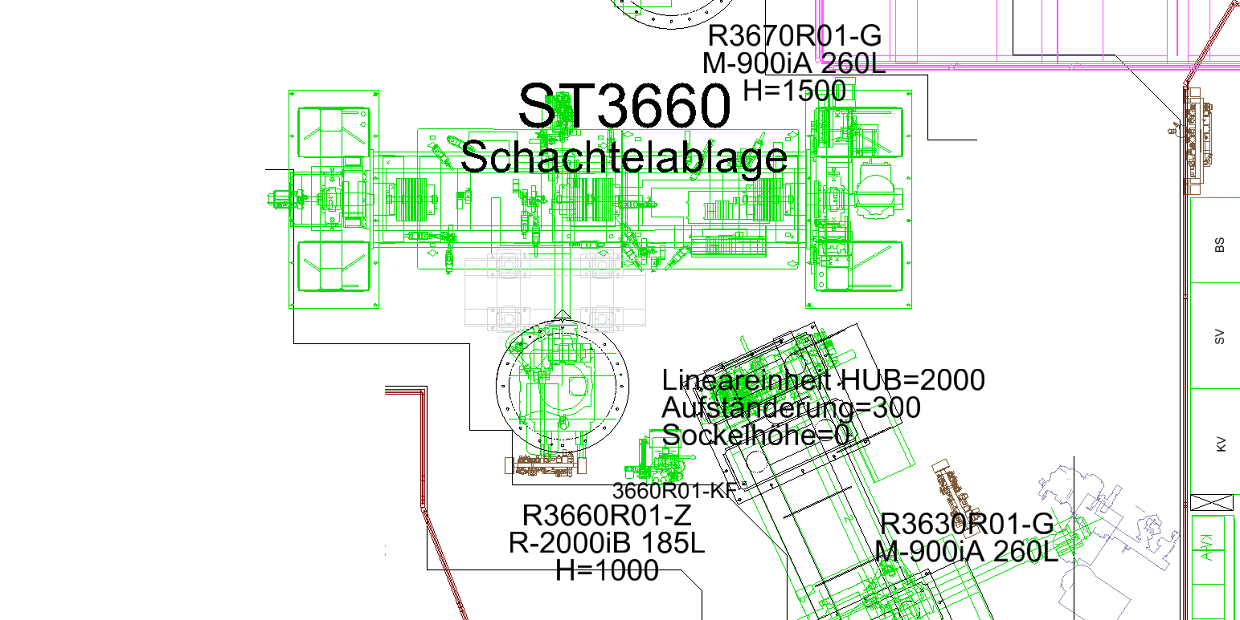 R3670R01-G
M-900iA 260L
H=1500
ST3660
Schachtelablage
BS
SV
Lineareinheit HUB=2000
Aufständerung=300
Sockelhöhe=0
KV
3660R01-KF
R3660R01-Z
R-2000iB 185L
H=1000
R3630R01-G
M-900iA 260L